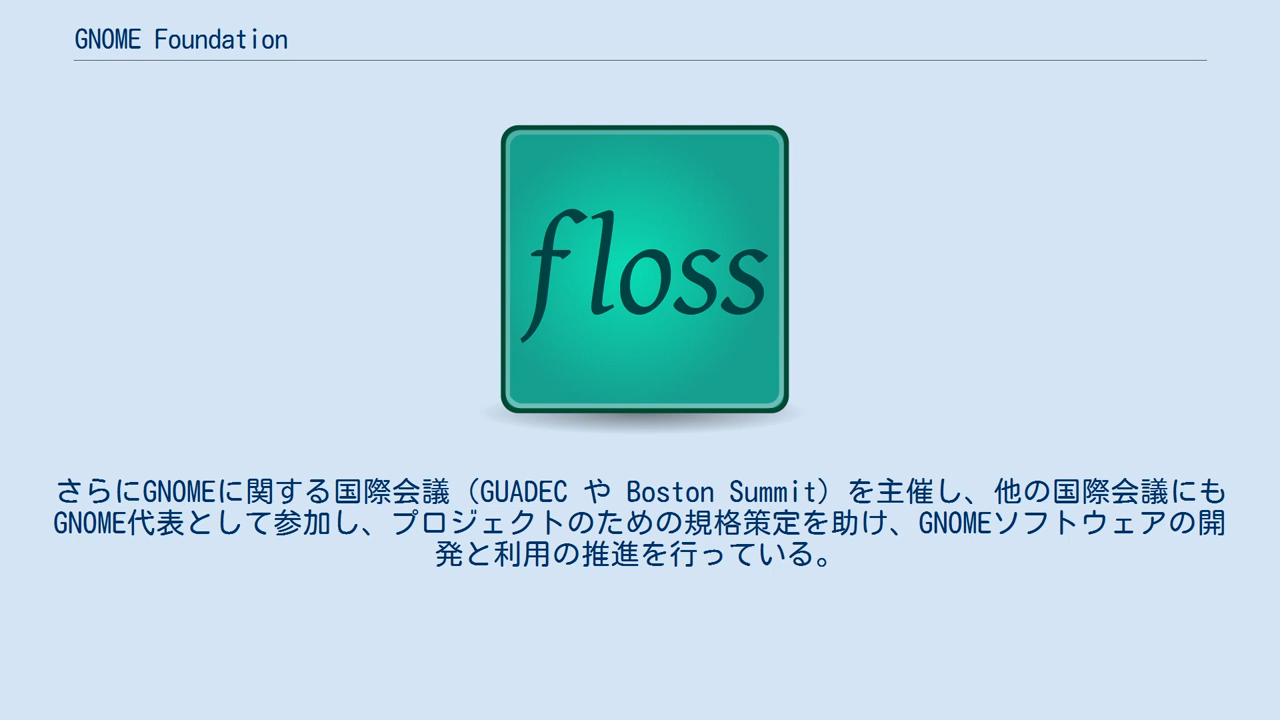 GNOME Foundation
floss
さらにGNOMEに関する国際会議（GUADEC や Boston Summit）を主催し、他の国際会議にも
GNOME代表として参加し、プロジェクトのための規格策定を助け、GNOMEソフトウェアの開
発と利用の推進を行っている。